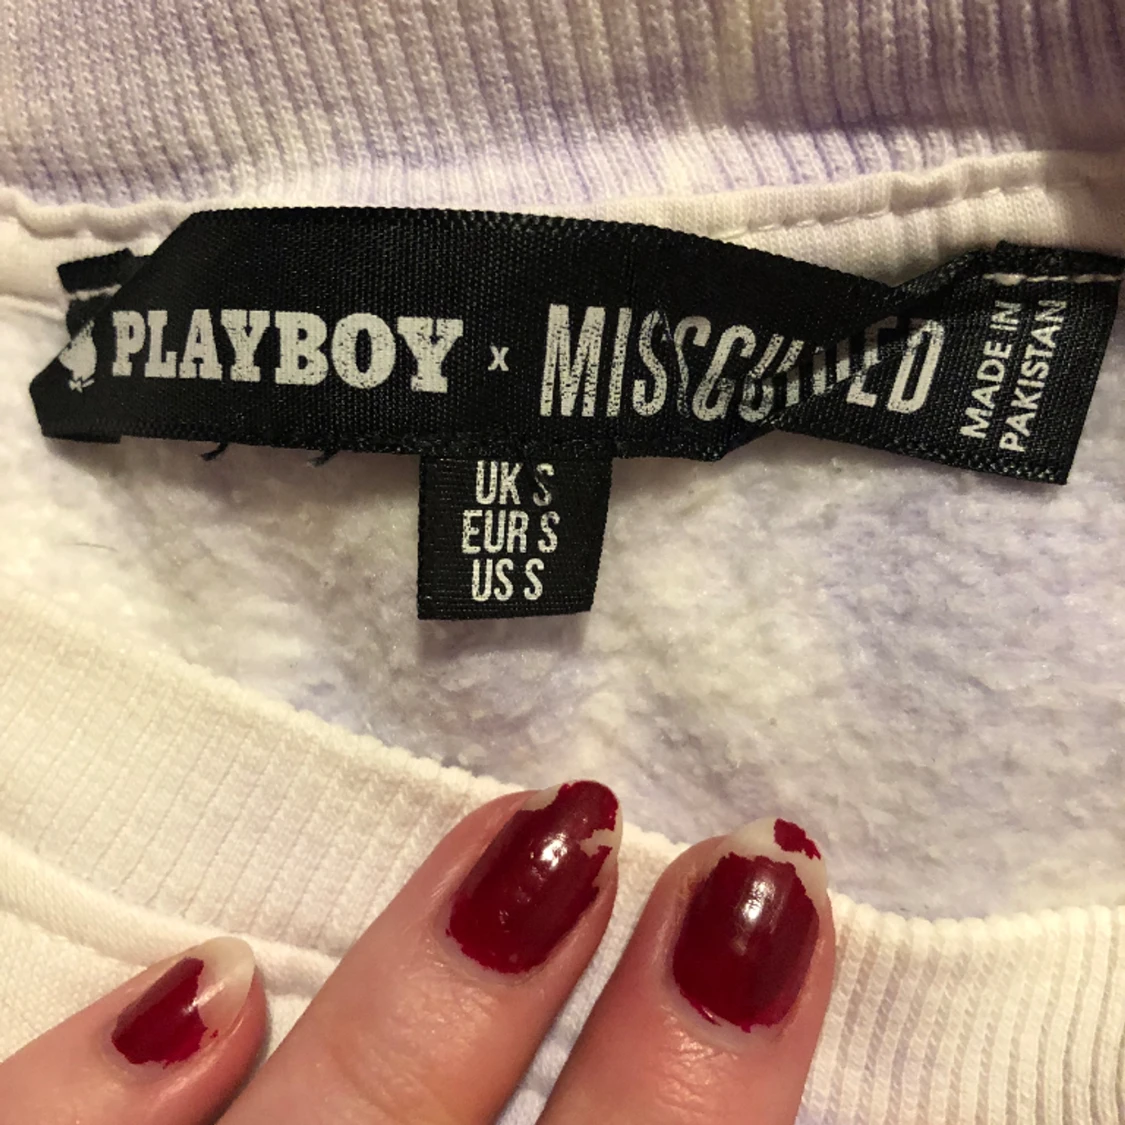 PLAYBOY x MISSGUIDED
MADE IN
PAKISTAN
UK S
EUR S
US S